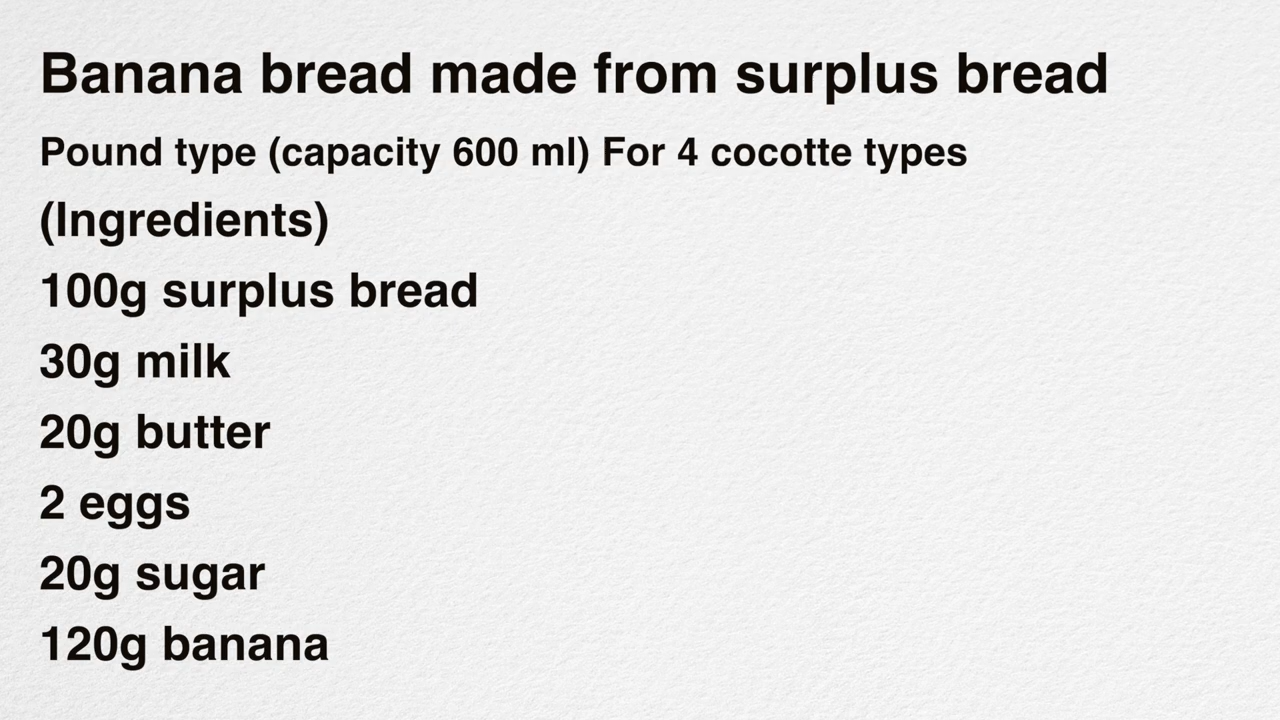 Banana bread made from surplus bread
Pound type (capacity 600 ml) For 4 cocotte types
(Ingredients)
100g surplus bread
30g milk
20g butter
2 eggs
20g sugar
120g banana